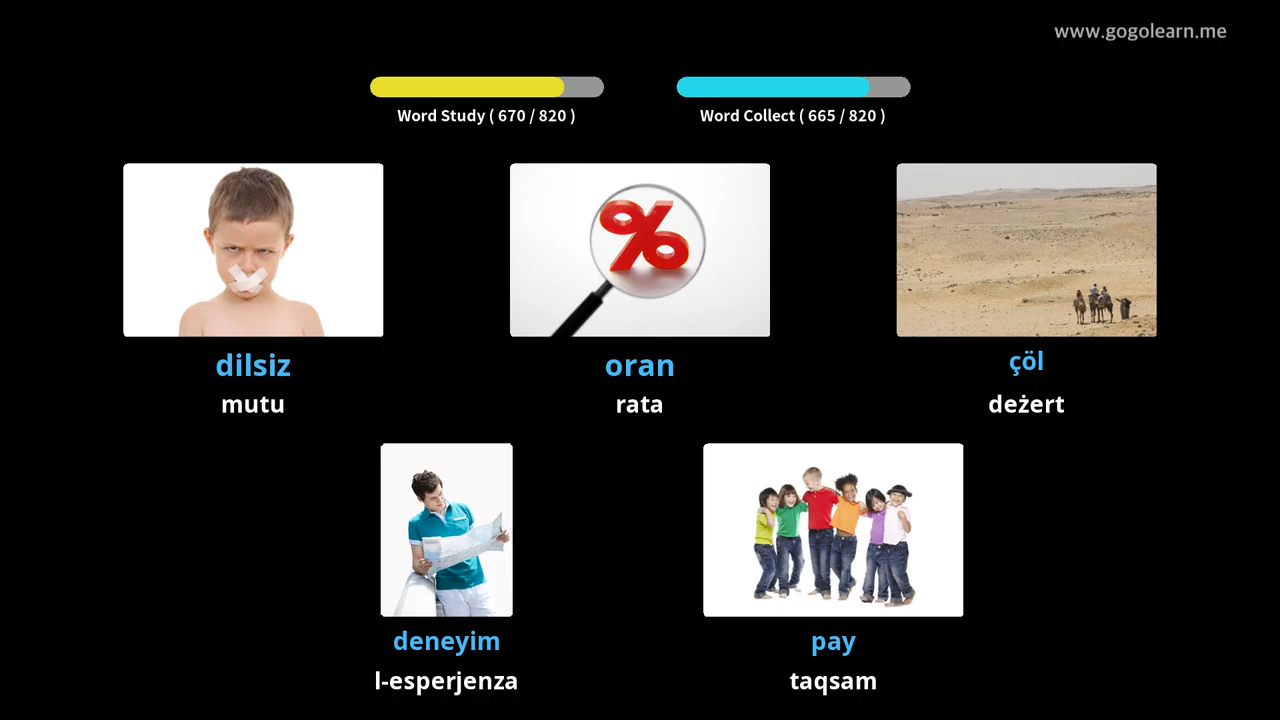 www.gogolearn.me
Word Study ( 670 / 820 )
Word Collect ( 665 / 820 )
dilsiz
mutu
oran
rata
çöl
deżert
deneyim
l-esperjenza
pay
taqsam